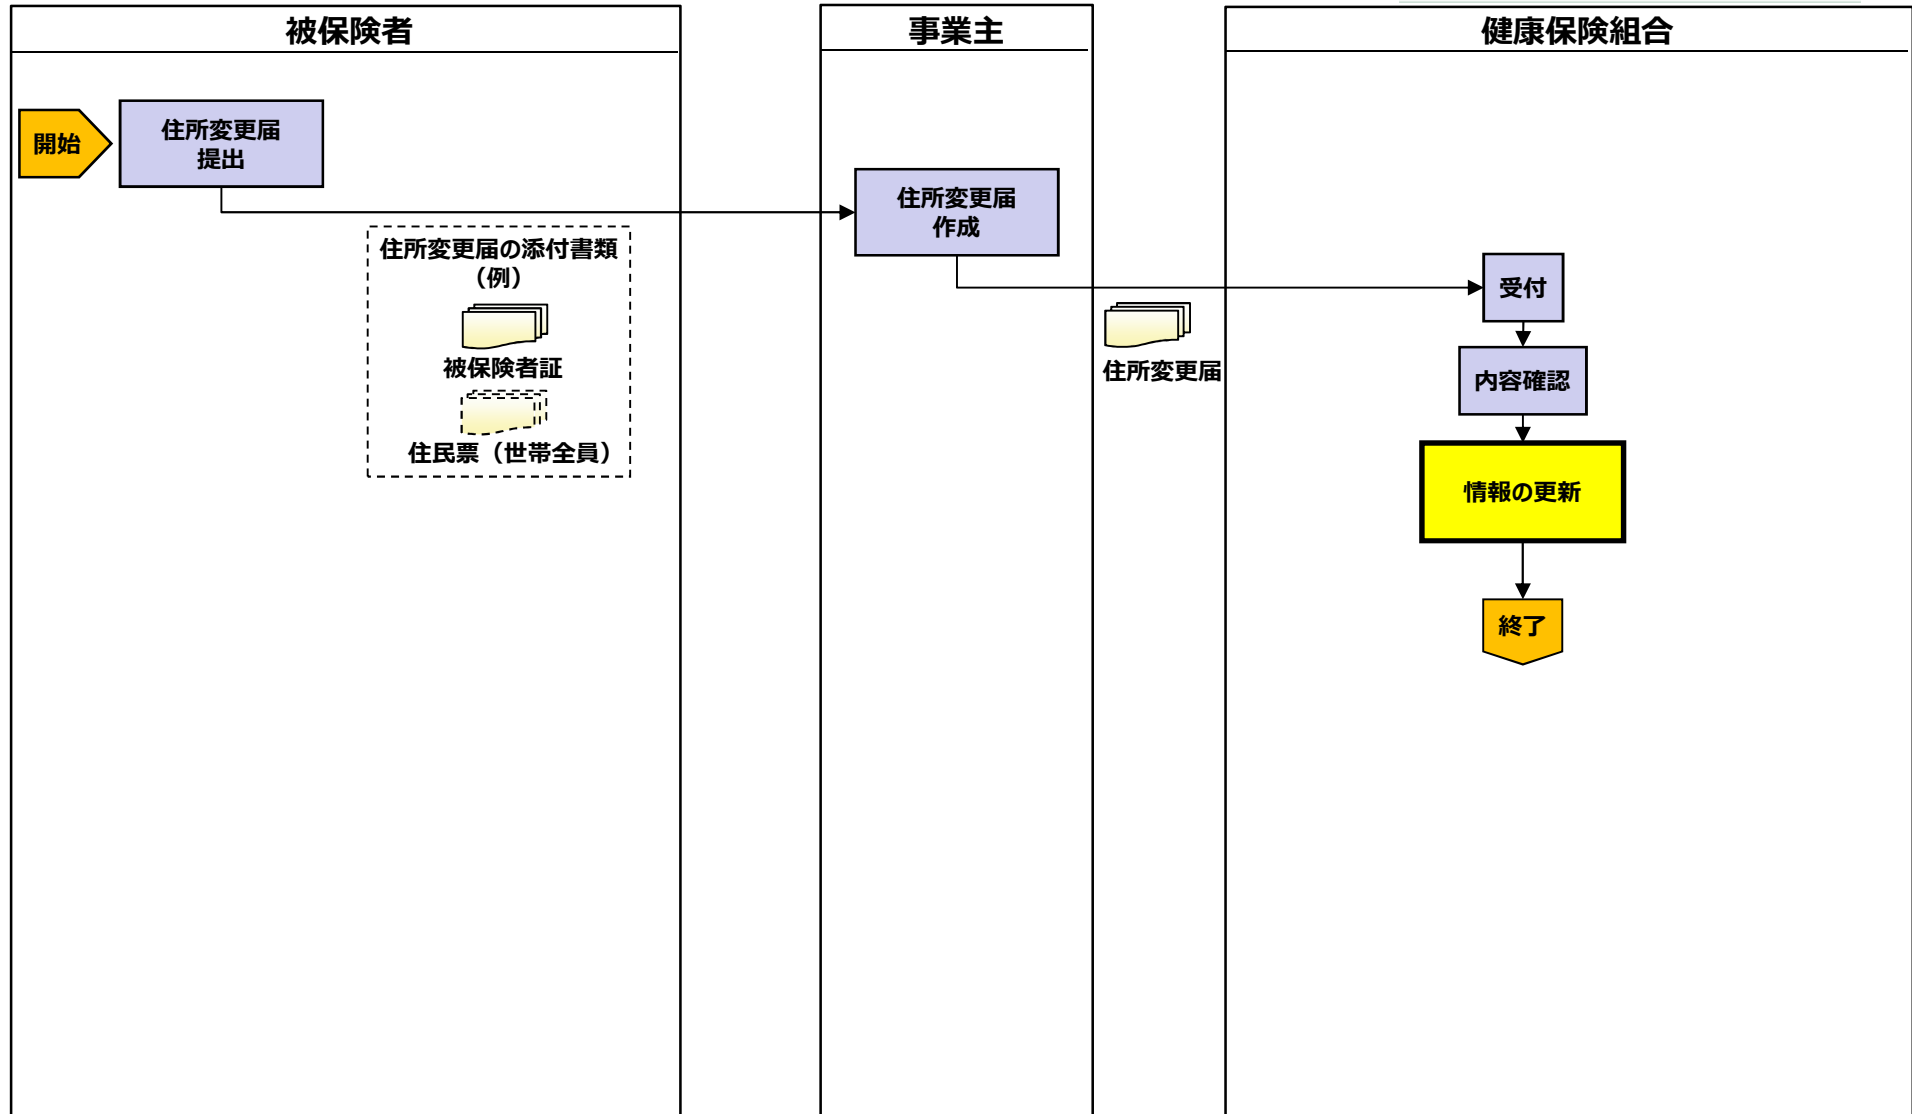 被保険者
事業主
健康保険組合
開始
住所変更届
提出
住所変更届
作成
住所変更届の添付書類
（例）
被保険者証
住民票（世帯全員）
住所変更届
受付
内容確認
情報の更新
終了